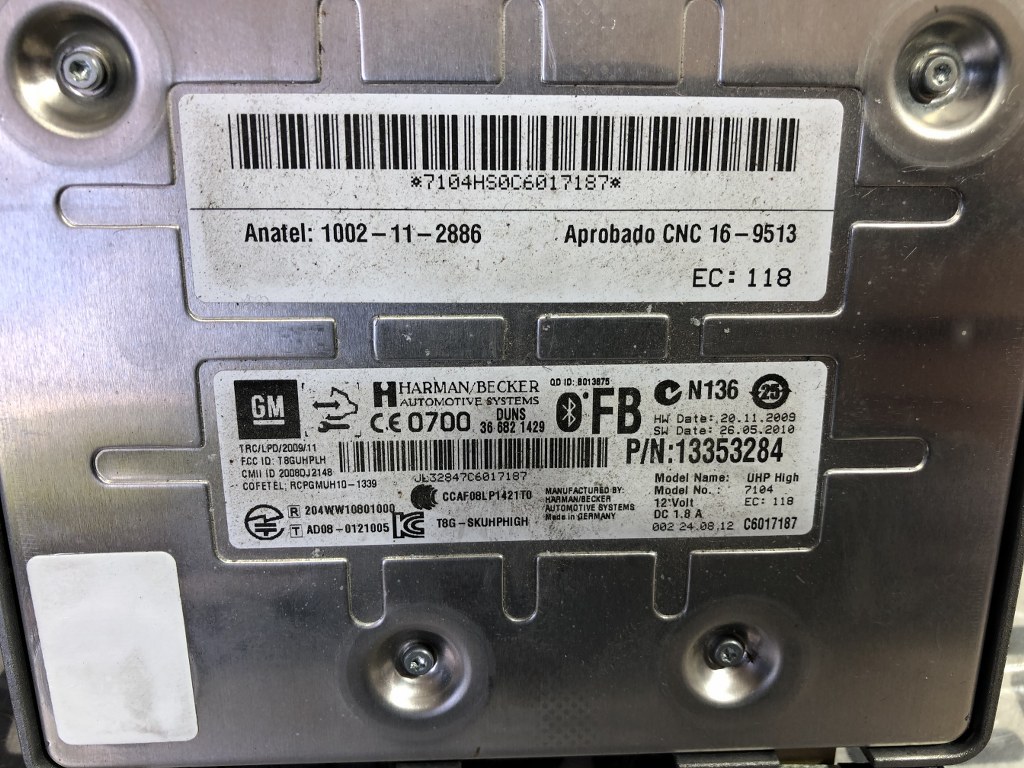 *7104HS0C6017187*
Anatel: 1002-11-2886 Aprobado CNC 16-9513
EC: 118
GM HARMAN/BECKER QD ID: B013875
AUTOMOTIVE SYSTEMS
CE 0700 DUNS FB N136 25
36 682 1429
HW Date: 20.11.2009
SW Date: 26.05.2010
TRC/LPD/2009/11
FCC ID: T8GUHPLH
CMII ID 2008DJ2148
COFETEL: RCPGMUH10-1339
P/N:13353284
JL32847C6017187
CCAF08LP1421T0
R 204WW10801000
T AD08-0121005
T8G-SKUHPHIGH
MANUFACTURED BY:
HARMAN/BECKER
AUTOMOTIVE SYSTEMS
Made in GERMANY
Model Name: UHP High
Model No.: 7104
12 Volt EC: 118
DC 1.8 A
002 24.08.12 C6017187